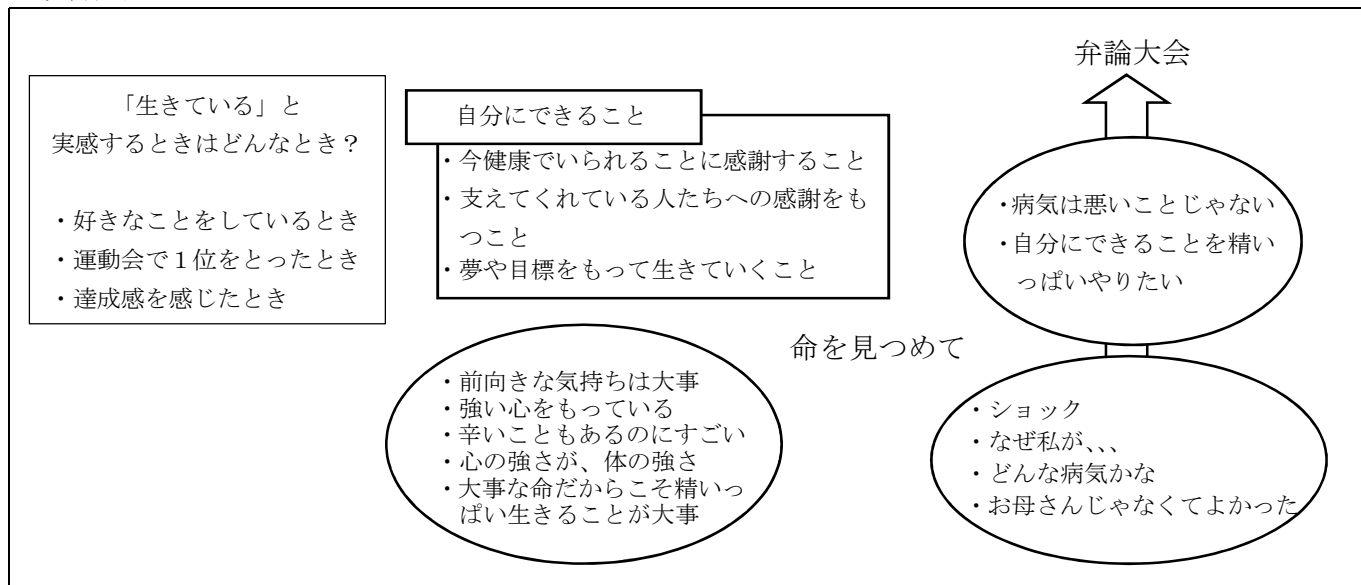 「生きている」と
実感するときはどんなとき？
・好きなことをしているとき
・運動会で１位をとったとき
・達成感を感じたとき
自分にできること
・今健康でいられることに感謝すること
・支えてくれている人たちへの感謝をも
つこと
・夢や目標をもって生きていくこと
・前向きな気持ちは大事
・強い心をもっている
・辛いこともあるのにすごい
・心の強さが、体の強さ
・大事な命だからこそ精いっ
ぱい生きることが大事
命を見つめて
弁論大会
・病気は悪いことじゃない
・自分にできることを精い
っぱいやりたい
・ショック
・なぜ私が、、、
・どんな病気かな
・お母さんじゃなくてよかった